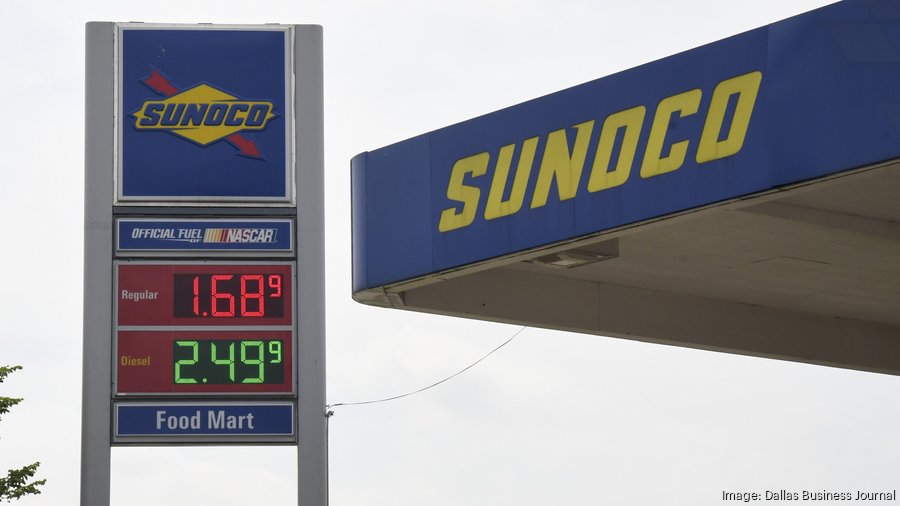 SUNOCO
OFFICIAL FUEL OF NASCAR
Regular 1.68 9
Diesel 2.49 9
Food Mart
SUNOCO
Image: Dallas Business Journal